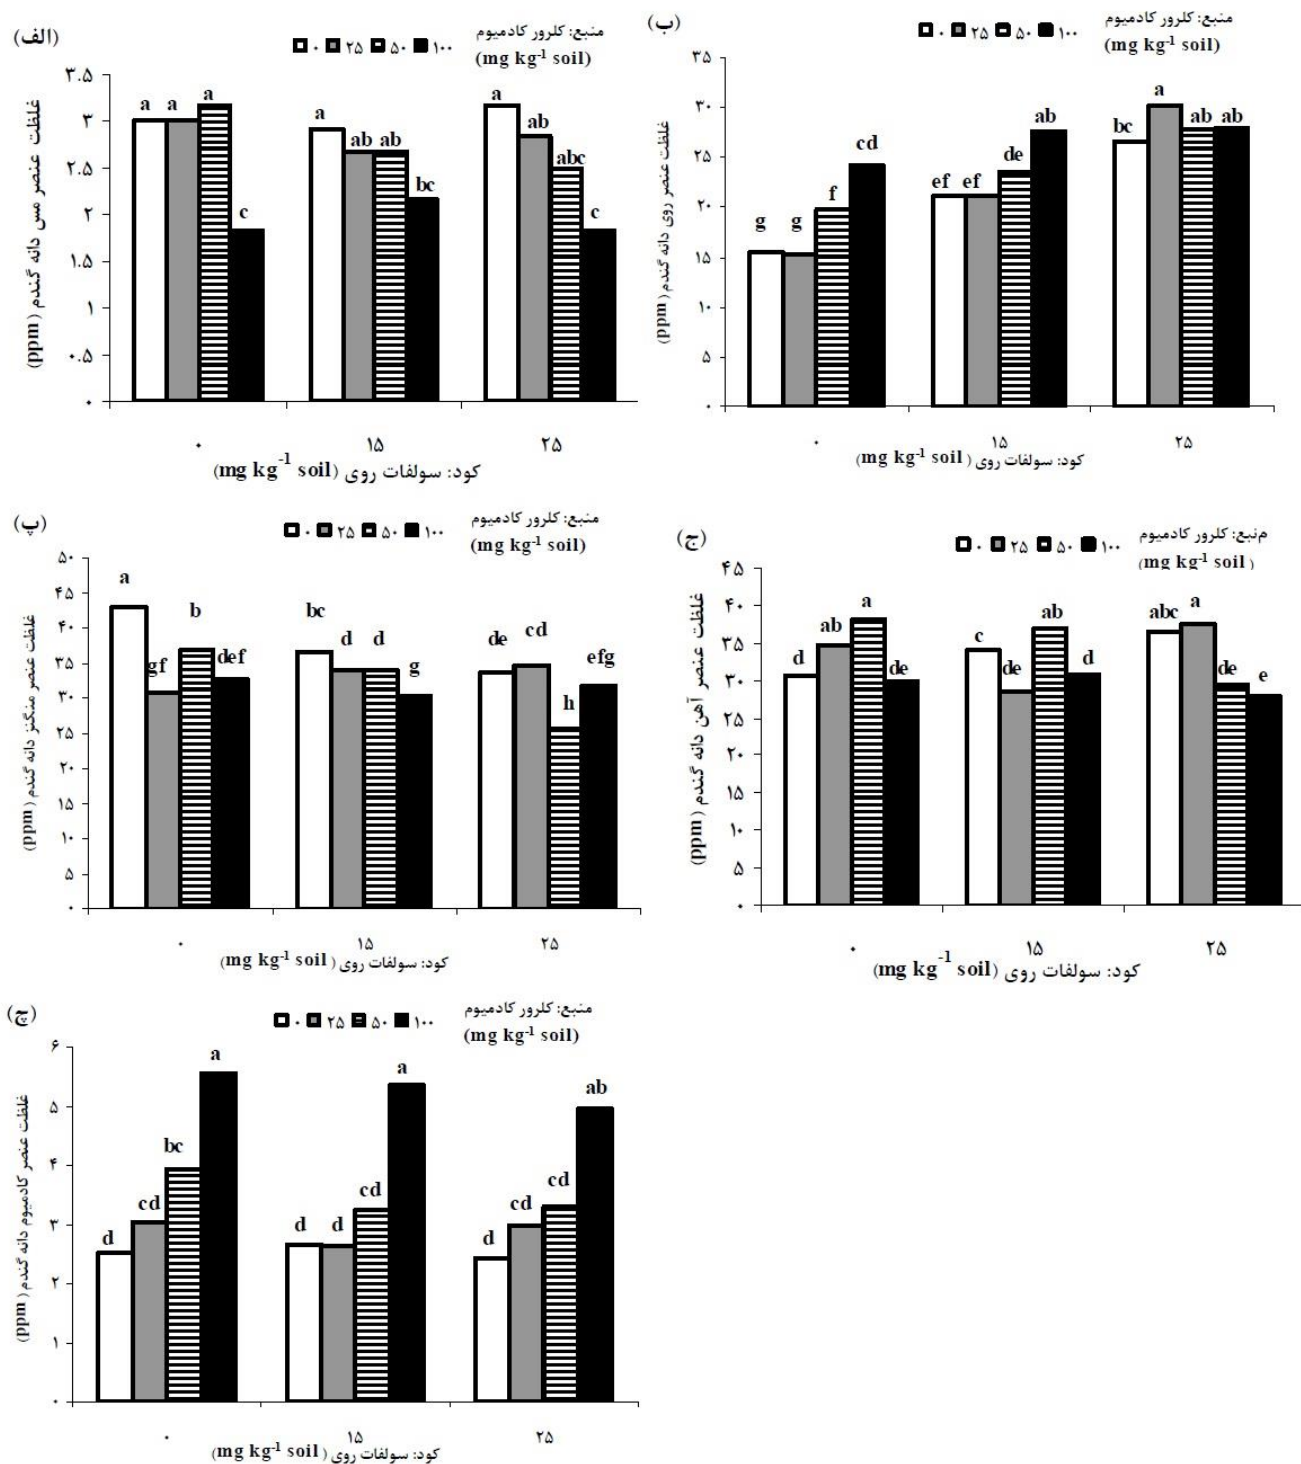 (الف)
۰ ۲۵ ۵۰ ۱۰۰
منبع: کلرور کادمیوم
(mg kg⁻¹ soil)
غلظت عنصر مس دانه گندم (ppm)
۳.۵
۳
۲.۵
۲
۱.۵
۱
۰.۵
۰
a a a c
a ab ab bc
a ab abc c
۰ ۱۵ ۲۵
کود: سولفات روی (mg kg⁻¹ soil)
(ب)
۰ ۲۵ ۵۰ ۱۰۰
منبع: کلرور کادمیوم
(mg kg⁻¹ soil)
غلظت عنصر روی دانه گندم (ppm)
۳۵
۳۰
۲۵
۲۰
۱۵
۱۰
۵
۰
g g f cd
ef ef de ab
bc a ab ab
۰ ۱۵ ۲۵
کود: سولفات روی (mg kg⁻¹ soil)
(پ)
۰ ۲۵ ۵۰ ۱۰۰
منبع: کلرور کادمیوم
(mg kg⁻¹ soil)
غلظت عنصر منگنز دانه گندم (ppm)
۵۰
۴۵
۴۰
۳۵
۳۰
۲۵
۲۰
۱۵
۱۰
۵
۰
a gf b def
bc d d g
de cd h efg
۰ ۱۵ ۲۵
کود: سولفات روی (mg kg⁻¹ soil)
(ج)
۰ ۲۵ ۵۰ ۱۰۰
منبع: کلرور کادمیوم
(mg kg⁻¹ soil)
غلظت عنصر آهن دانه گندم (ppm)
۴۵
۴۰
۳۵
۳۰
۲۵
۲۰
۱۵
۱۰
۵
۰
d ab a de
c de ab d
abc a de e
۰ ۱۵ ۲۵
کود: سولفات روی (mg kg⁻¹ soil)
(چ)
۰ ۲۵ ۵۰ ۱۰۰
منبع: کلرور کادمیوم
(mg kg⁻¹ soil)
غلظت عنصر کادمیوم دانه گندم (ppm)
۶
۵
۴
۳
۲
۱
۰
d cd bc a
d d cd a
d cd cd ab
۰ ۱۵ ۲۵
کود: سولفات روی (mg kg⁻¹ soil)